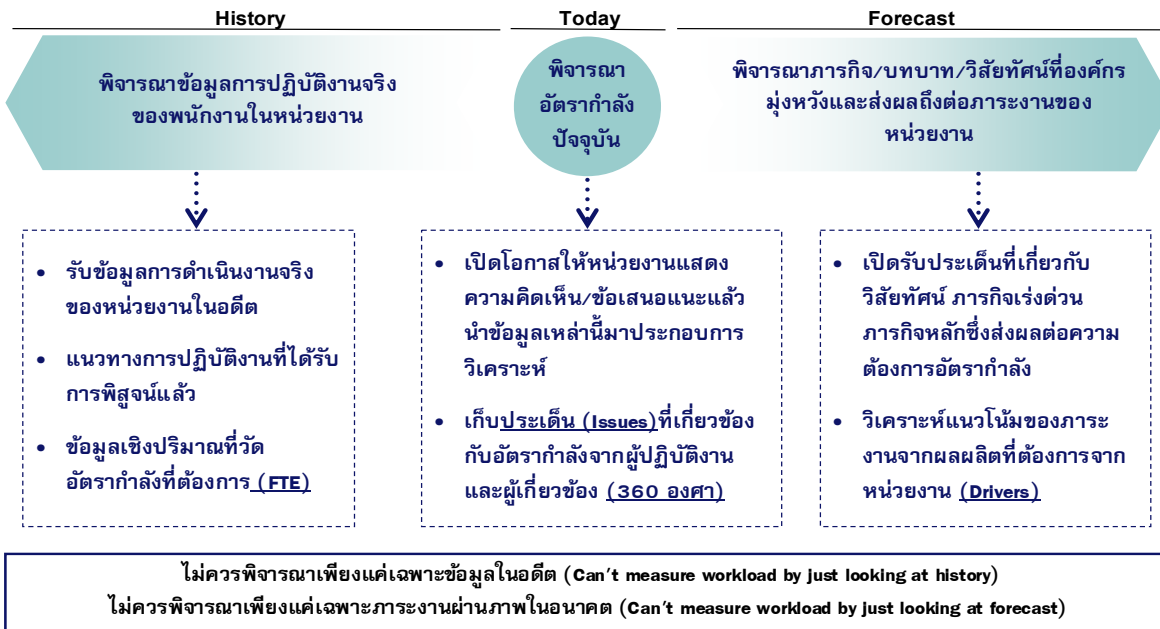 History
Today
Forecast
พิจารณาข้อมูลการปฏิบัติงานจริง
ของพนักงานในหน่วยงาน
พิจารณา
อัตรากำลัง
ปัจจุบัน
พิจารณาภารกิจ/บทบาท/วิสัยทัศน์ที่องค์กร
มุ่งหวังและส่งผลถึงต่อภาระงานของ
หน่วยงาน
• รับข้อมูลการดำเนินงานจริง
ของหน่วยงานในอดีต
• แนวทางการปฏิบัติงานที่ได้รับ
การพิสูจน์แล้ว
• ข้อมูลเชิงปริมาณที่วัด
อัตรากำลังที่ต้องการ (FTE)
• เปิดโอกาสให้หน่วยงานแสดง
ความคิดเห็น/ข้อเสนอแนะแล้ว
นำข้อมูลเหล่านี้มาประกอบการ
วิเคราะห์
• เก็บประเด็น (Issues)ที่เกี่ยวข้อง
กับอัตรากำลังจากผู้ปฏิบัติงาน
และผู้เกี่ยวข้อง (360 องศา)
• เปิดรับประเด็นที่เกี่ยวกับ
วิสัยทัศน์ ภารกิจเร่งด่วน
ภารกิจหลักซึ่งส่งผลต่อความ
ต้องการอัตรากำลัง
• วิเคราะห์แนวโน้มของภาระ
งานจากผลผลิตที่ต้องการจาก
หน่วยงาน (Drivers)
ไม่ควรพิจารณาเพียงแค่เฉพาะข้อมูลในอดีต (Can't measure workload by just looking at history)
ไม่ควรพิจารณาเพียงแค่เฉพาะภาระงานผ่านภาพในอนาคต (Can't measure workload by just looking at forecast)